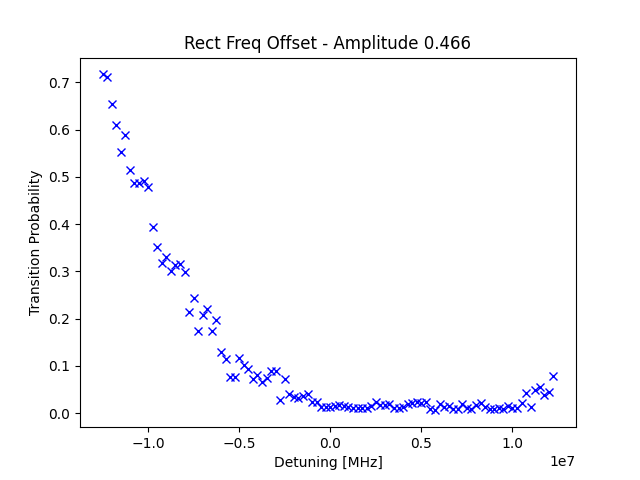 Rect Freq Offset - Amplitude 0.466
Transition Probability
0.7
0.6
0.5
0.4
0.3
0.2
0.1
0.0
−1.0 −0.5 0.0 0.5 1.0
1e7
Detuning [MHz]